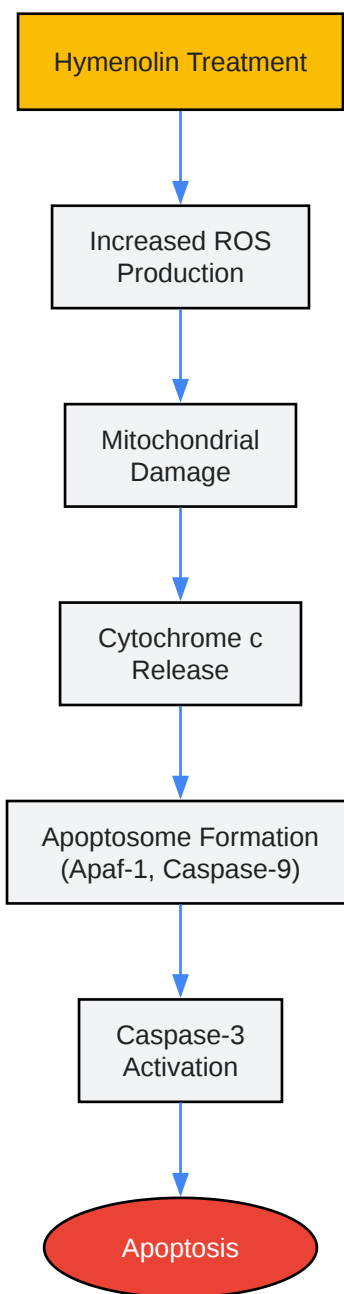 Hymenolin Treatment
Increased ROS
Production
Mitochondrial
Damage
Cytochrome c
Release
Apoptosome Formation
(Apaf-1, Caspase-9)
Caspase-3
Activation
Apoptosis